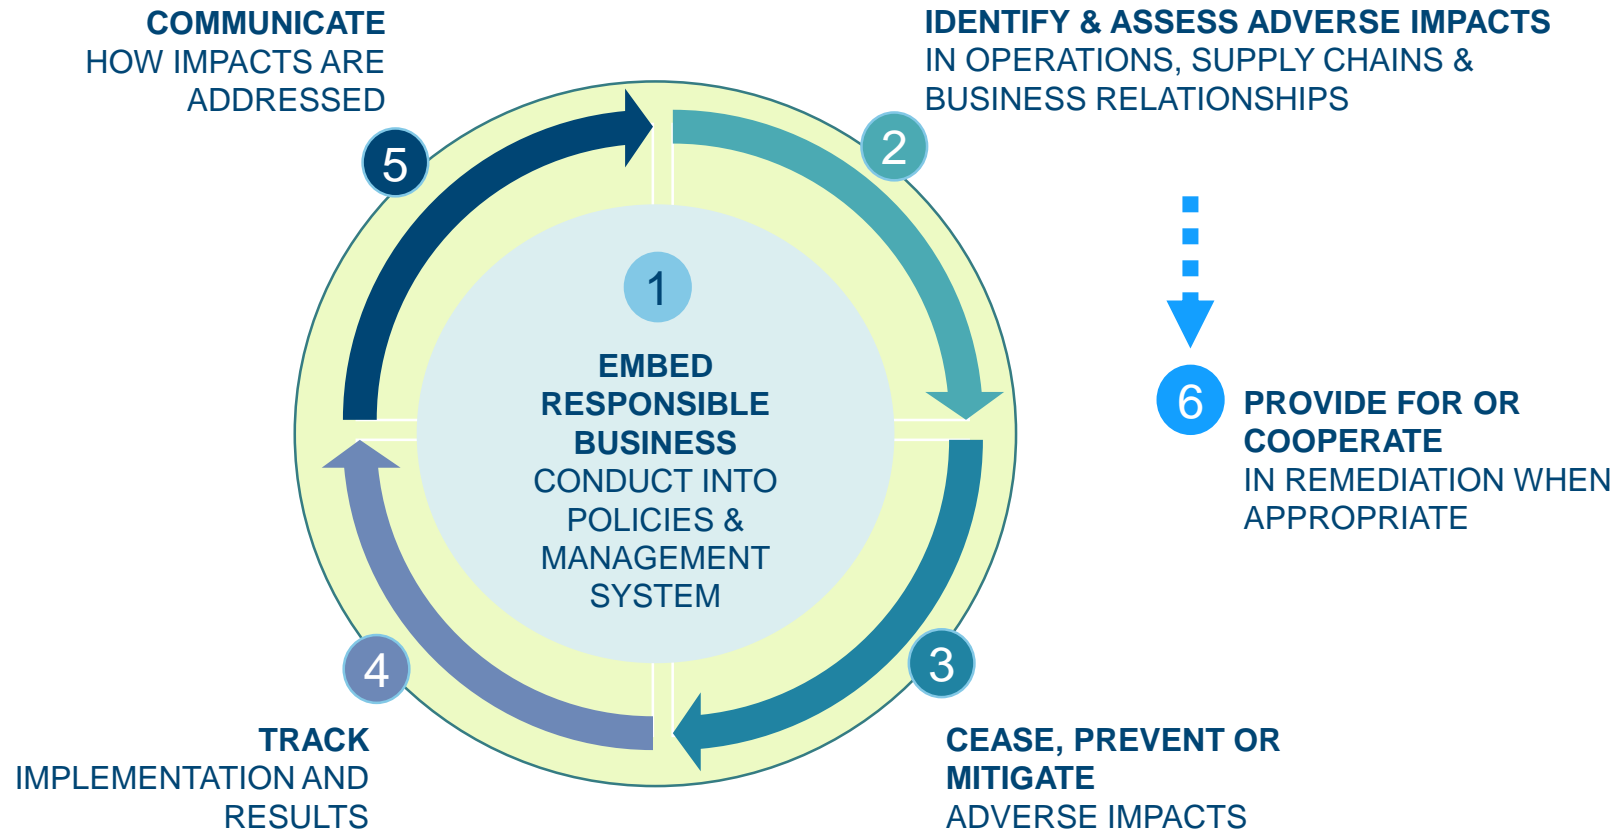 COMMUNICATE
HOW IMPACTS ARE
ADDRESSED
5
IDENTIFY & ASSESS ADVERSE IMPACTS
IN OPERATIONS, SUPPLY CHAINS &
BUSINESS RELATIONSHIPS
2
1
EMBED
RESPONSIBLE
BUSINESS
CONDUCT INTO
POLICIES &
MANAGEMENT
SYSTEM
6
PROVIDE FOR OR
COOPERATE
IN REMEDIATION WHEN
APPROPRIATE
4
TRACK
IMPLEMENTATION AND
RESULTS
3
CEASE, PREVENT OR
MITIGATE
ADVERSE IMPACTS